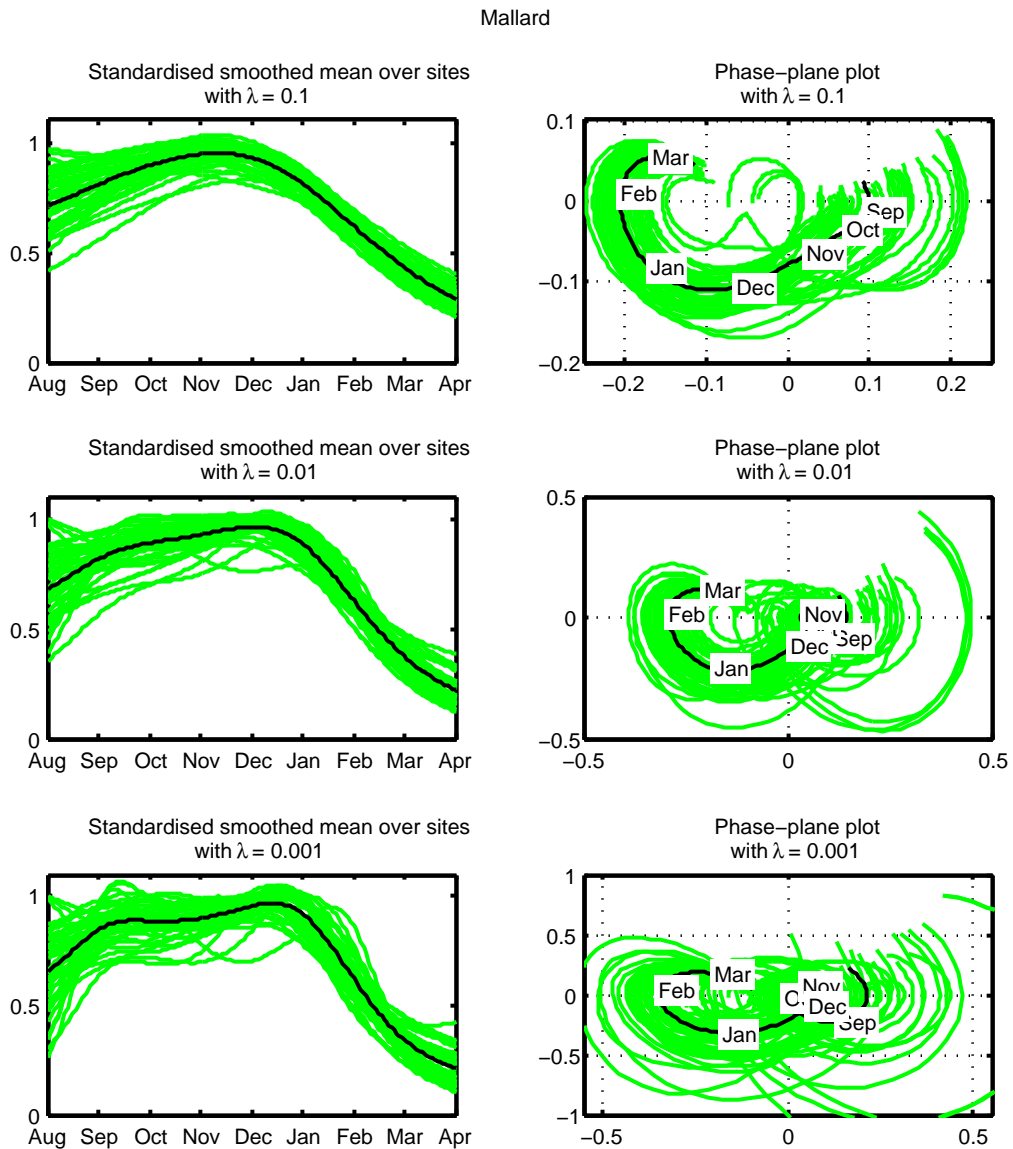 Mallard
Standardised smoothed mean over sites
with λ = 0.1
1
0.5
0
Aug Sep Oct Nov Dec Jan Feb Mar Apr
Phase−plane plot
with λ = 0.1
0.1
0
−0.1
−0.2
−0.2 −0.1 0 0.1 0.2
Mar
Feb
Sep
Oct
Nov
Jan
Dec
Standardised smoothed mean over sites
with λ = 0.01
1
0.5
0
Aug Sep Oct Nov Dec Jan Feb Mar Apr
Phase−plane plot
with λ = 0.01
0.5
0
−0.5
−0.5 0 0.5
Mar
Feb
Nov
Sep
Dec
Jan
Standardised smoothed mean over sites
with λ = 0.001
1
0.5
0
Aug Sep Oct Nov Dec Jan Feb Mar Apr
Phase−plane plot
with λ = 0.001
1
0.5
0
−0.5
−1
−0.5 0 0.5
Mar
Feb
Nov
Dec
Sep
Jan